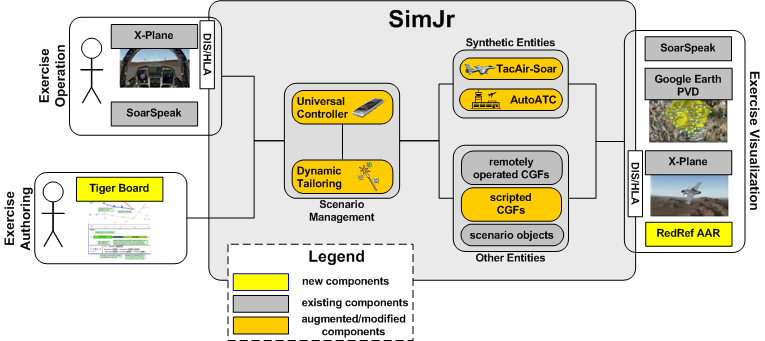 SimJr
Exercise
Operation
X-Plane
SoarSpeak
DIS/HLA
Exercise
Authoring
Tiger Board
Universal
Controller
Dynamic
Tailoring
Scenario
Management
Synthetic Entities
TacAir-Soar
AutoATC
remotely
operated CGFs
scripted
CGFs
scenario objects
Other Entities
DIS/HLA
SoarSpeak
Google Earth
PVD
X-Plane
RedRef AAR
Exercise Visualization
Legend
new components
existing components
augmented/modified
components